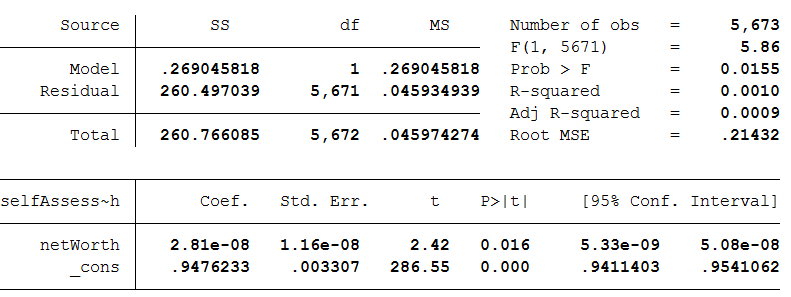 Source SS df MS Number of obs = 5,673
F(1, 5671) = 5.86
Model .269045818 1 .269045818 Prob > F = 0.0155
Residual 260.497039 5,671 .045934939 R-squared = 0.0010
Adj R-squared = 0.0009
Total 260.766085 5,672 .045974274 Root MSE = .21432
selfAssess~h Coef. Std. Err. t P>|t| [95% Conf. Interval]
netWorth 2.81e-08 1.16e-08 2.42 0.016 5.33e-09 5.08e-08
_cons .9476233 .003307 286.55 0.000 .9411403 .9541062